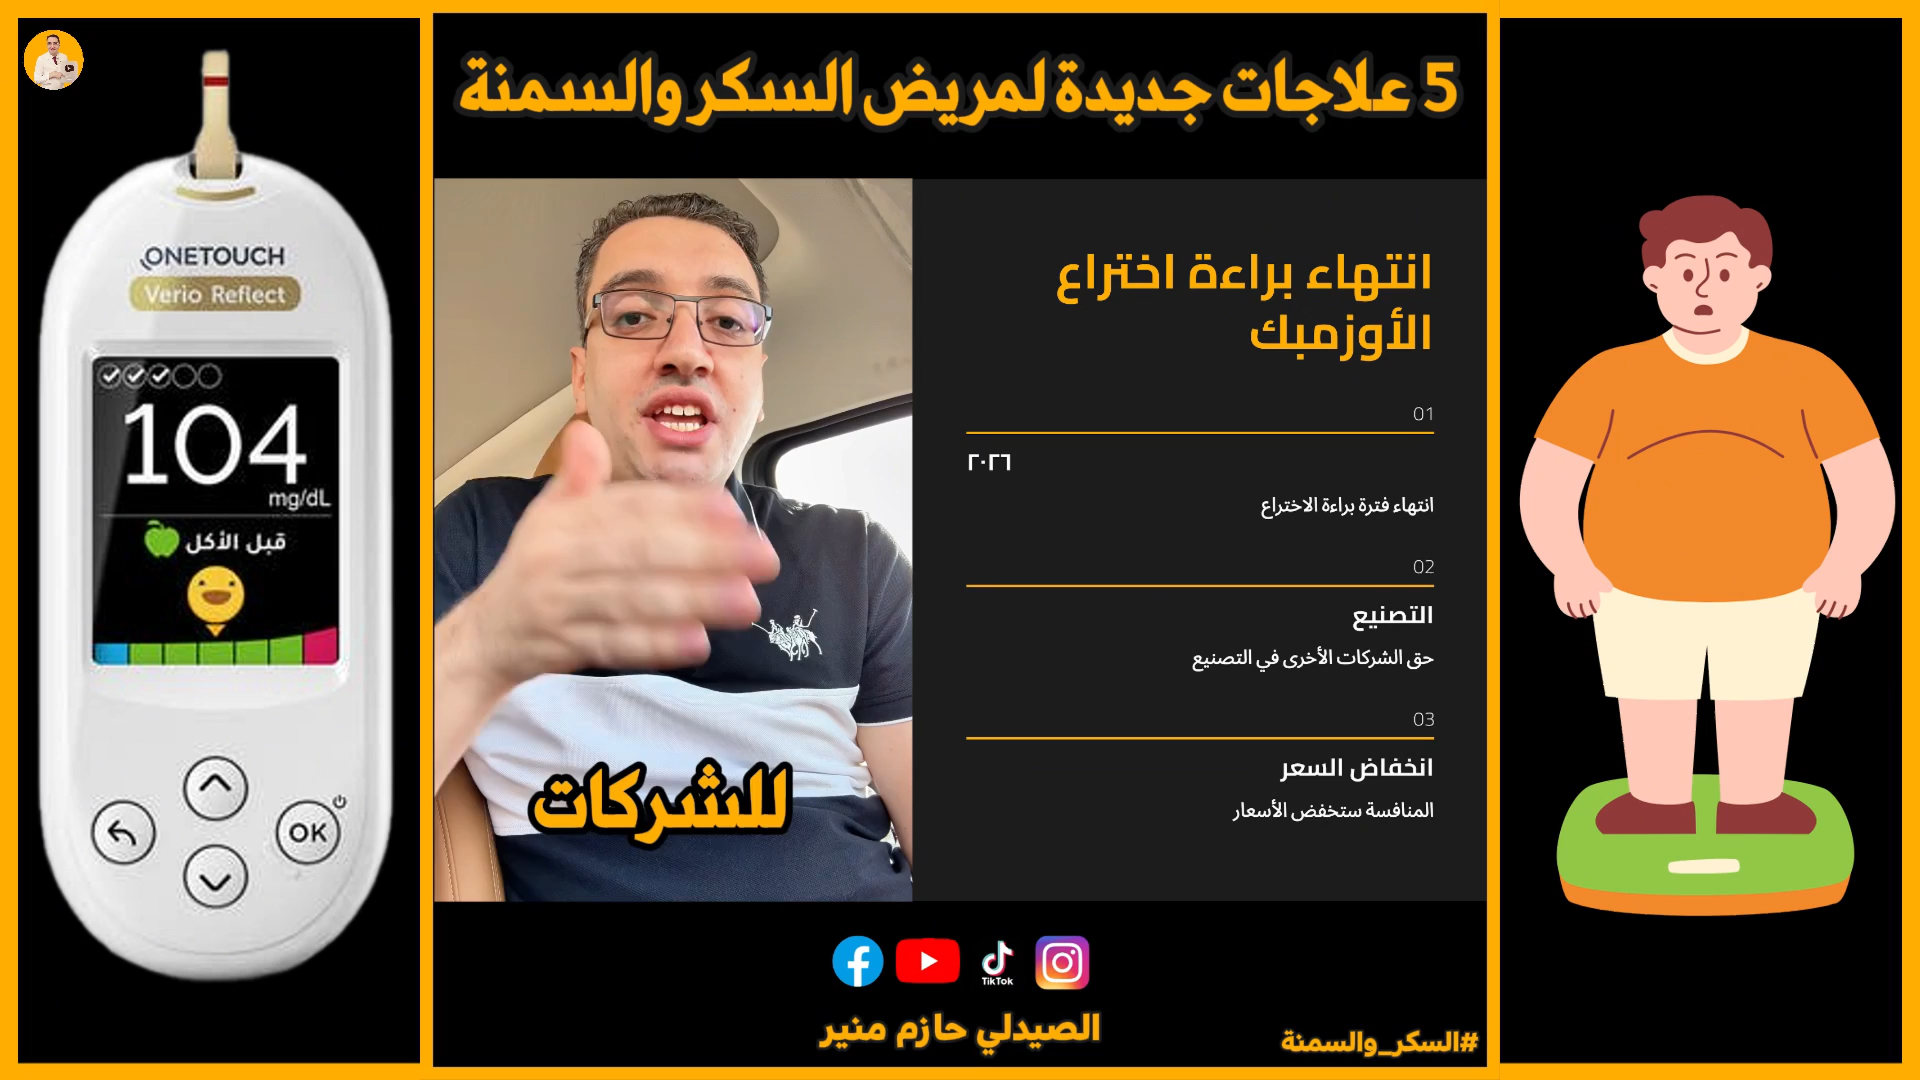 5 علاجات جديدة لمريض السكر والسمنة
ONETOUCH
Verio Reflect
104
mg/dL
قبل الأكل
OK
انتهاء براءة اختراع
الأوزمبك
01
٢٠٢٦
انتهاء فترة براءة الاختراع
02
التصنيع
حق الشركات الأخرى في التصنيع
03
انخفاض السعر
المنافسة ستخفض الأسعار
للشركات
TikTok
الصيدلي حازم منير
#السكر_والسمنة